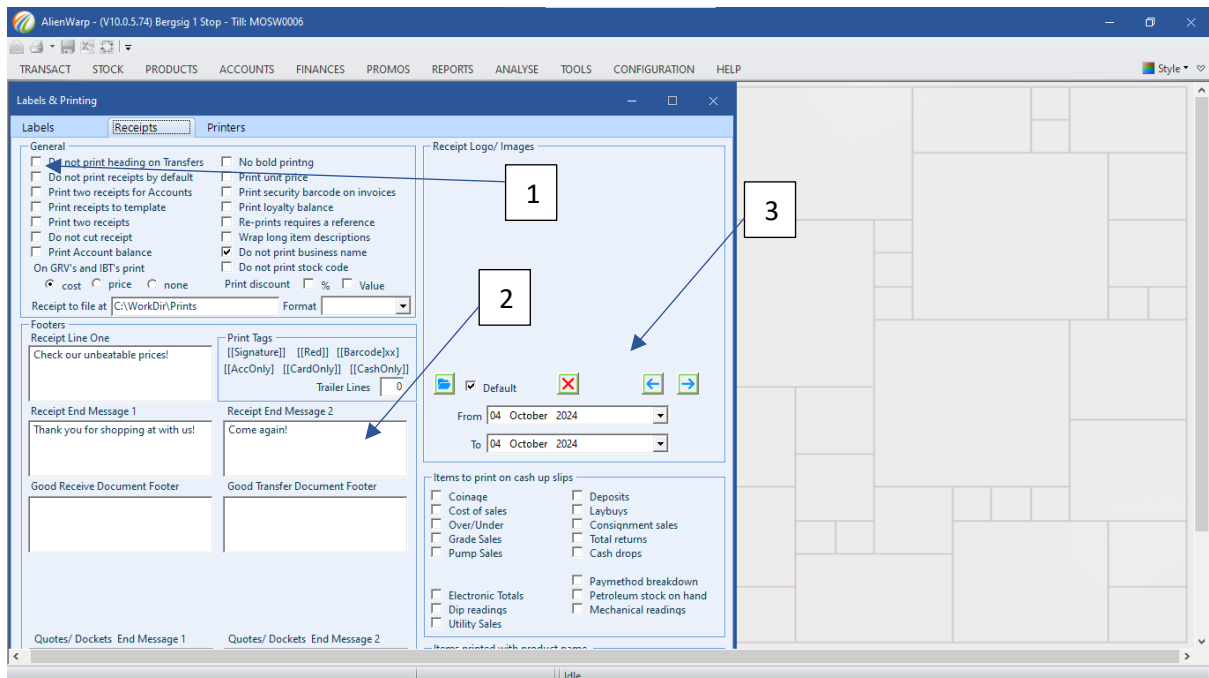 AlienWarp - (V10.0.5.74) Bergsig 1 Stop - Till: MOSW0006
TRANSACT STOCK PRODUCTS ACCOUNTS FINANCES PROMOS REPORTS ANALYSE TOOLS CONFIGURATION HELP Style
Labels & Printing
Labels Receipts Printers
General
Do not print heading on Transfers
Do not print receipts by default
Print two receipts for Accounts
Print receipts to template
Print two receipts
Do not cut receipt
Print Account balance
On GRV's and IBT's print
cost price none
No bold printng
Print unit price
Print security barcode on invoices
Print loyalty balance
Re-prints requires a reference
Wrap long item descriptions
Do not print business name
Do not print stock code
Print discount % Value
Receipt to file at C:\WorkDir\Prints Format
Footers
Receipt Line One
Check our unbeatable prices!
Print Tags
[[Signature]] [[Red]] [[Barcode]xx]
[[AccOnly] [[CardOnly]] [[CashOnly]]
Trailer Lines 0
Receipt End Message 1
Thank you for shopping at with us!
Receipt End Message 2
Come again!
Good Receive Document Footer
Good Transfer Document Footer
Quotes/ Dockets End Message 1
Quotes/ Dockets End Message 2
Receipt Logo/ Images
1
2
3
Default
From 04 October 2024
To 04 October 2024
Items to print on cash up slips
Coinage
Cost of sales
Over/Under
Grade Sales
Pump Sales
Electronic Totals
Dip readings
Utility Sales
Deposits
Laybuys
Consignment sales
Total returns
Cash drops
Paymethod breakdown
Petroleum stock on hand
Mechanical readings
Items printed with product name
Idle